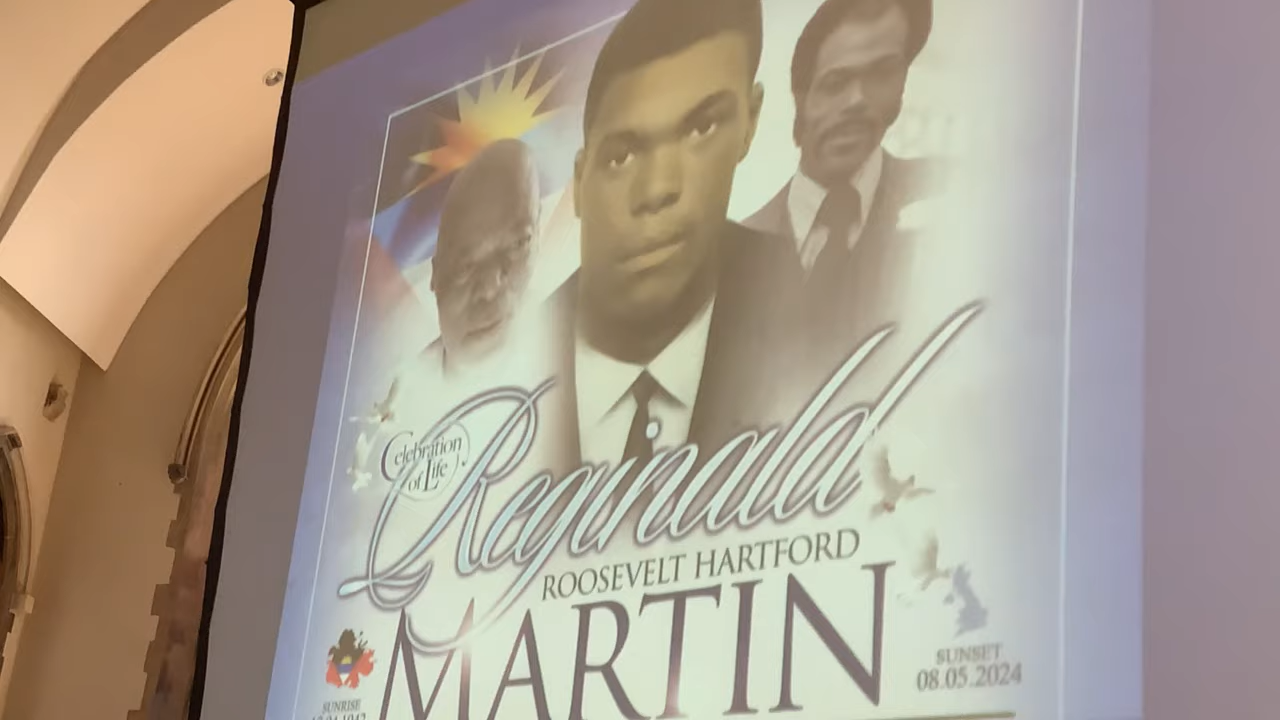 Celebration
of Life
Reginald
ROOSEVELT HARTFORD
MARTIN
SUNSET
08.05.2024
SUNRISE